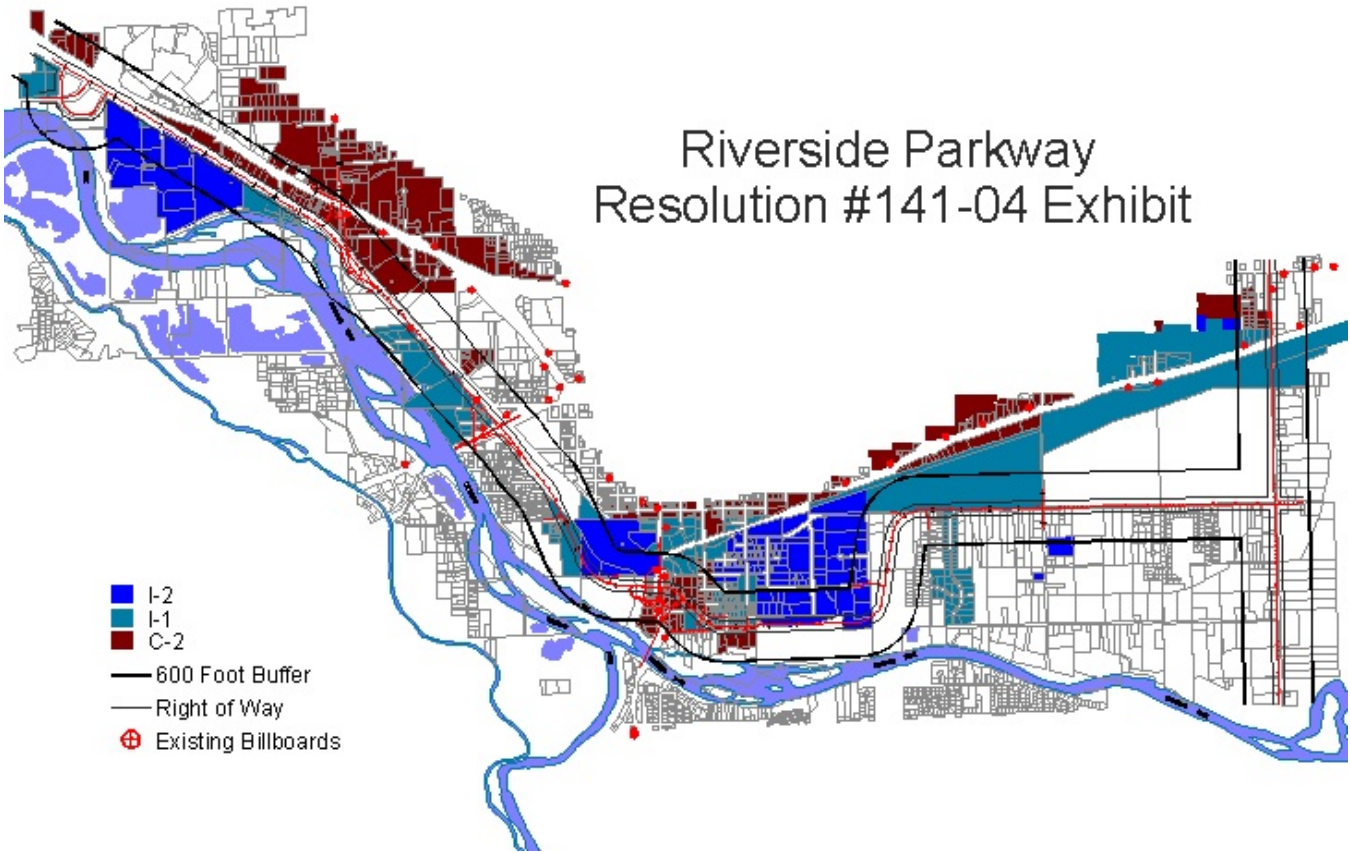 Riverside Parkway
Resolution #141-04 Exhibit
I-2
I-1
C-2
600 Foot Buffer
Right of Way
Existing Billboards